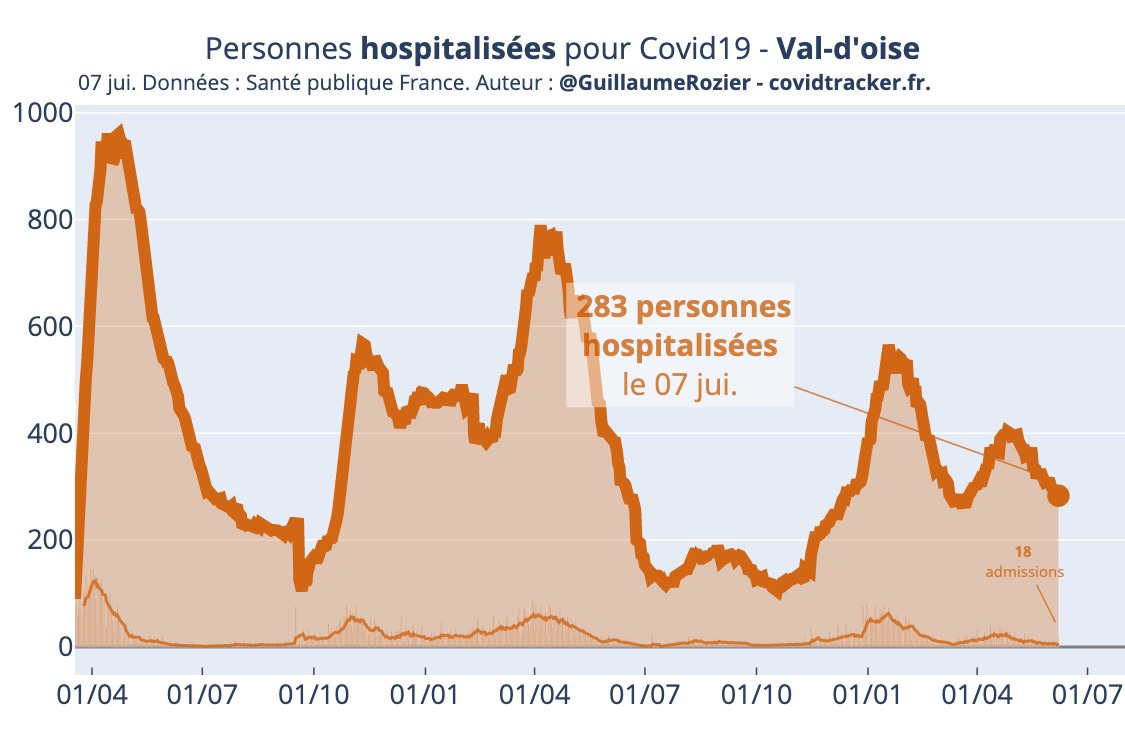 Personnes hospitalisées pour Covid19 - Val-d'oise
07 jui. Données : Santé publique France. Auteur : @GuillaumeRozier - covidtracker.fr.
1000
800
600
400
200
0
283 personnes
hospitalisées
le 07 jui.
18
admissions
01/04 01/07 01/10 01/01 01/04 01/07 01/10 01/01 01/04 01/07